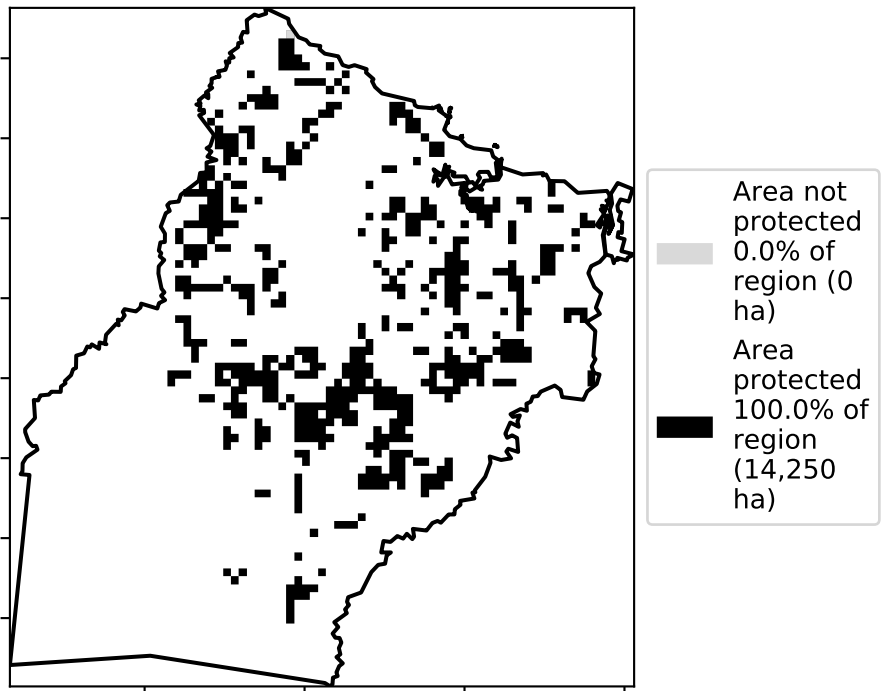 Area not
protected
0.0% of
region (0
ha)
Area
protected
100.0% of
region
(14,250
ha)